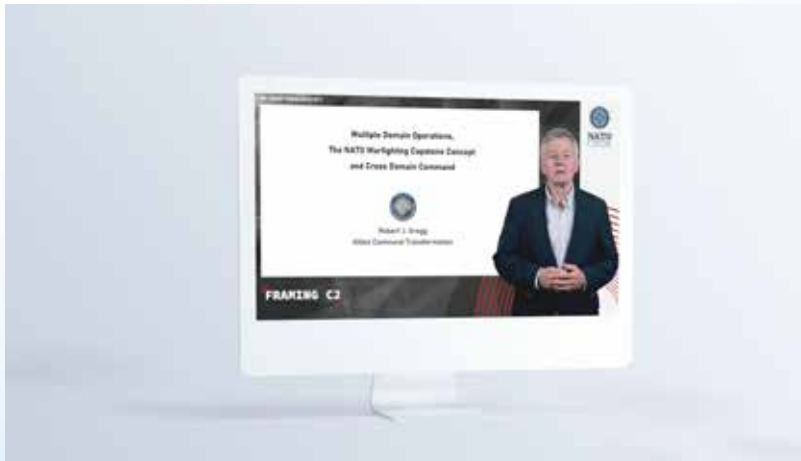 Multiple Domain Operations,
The NATO Warfighting Capstone Concept
and Cross Domain Command
Robert J. Gregg
Allied Command Transformation
NATO
FRAMING C2